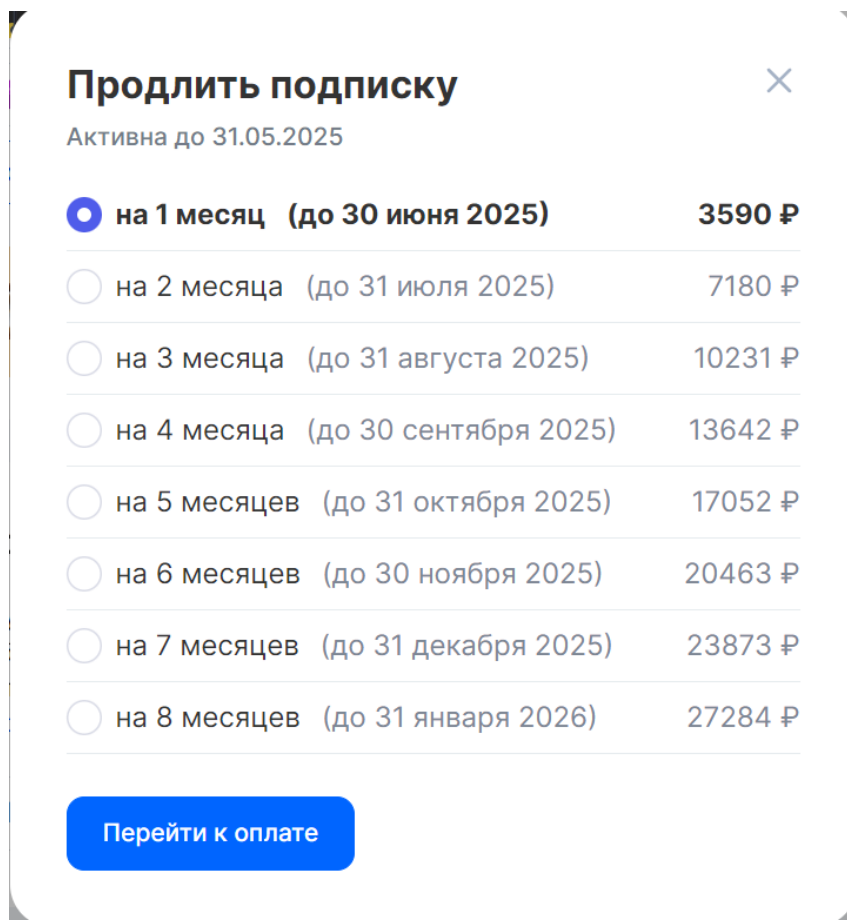 Продлить подписку
Активна до 31.05.2025
на 1 месяц (до 30 июня 2025) 3590 ₽
на 2 месяца (до 31 июля 2025) 7180 ₽
на 3 месяца (до 31 августа 2025) 10231 ₽
на 4 месяца (до 30 сентября 2025) 13642 ₽
на 5 месяцев (до 31 октября 2025) 17052 ₽
на 6 месяцев (до 30 ноября 2025) 20463 ₽
на 7 месяцев (до 31 декабря 2025) 23873 ₽
на 8 месяцев (до 31 января 2026) 27284 ₽
Перейти к оплате